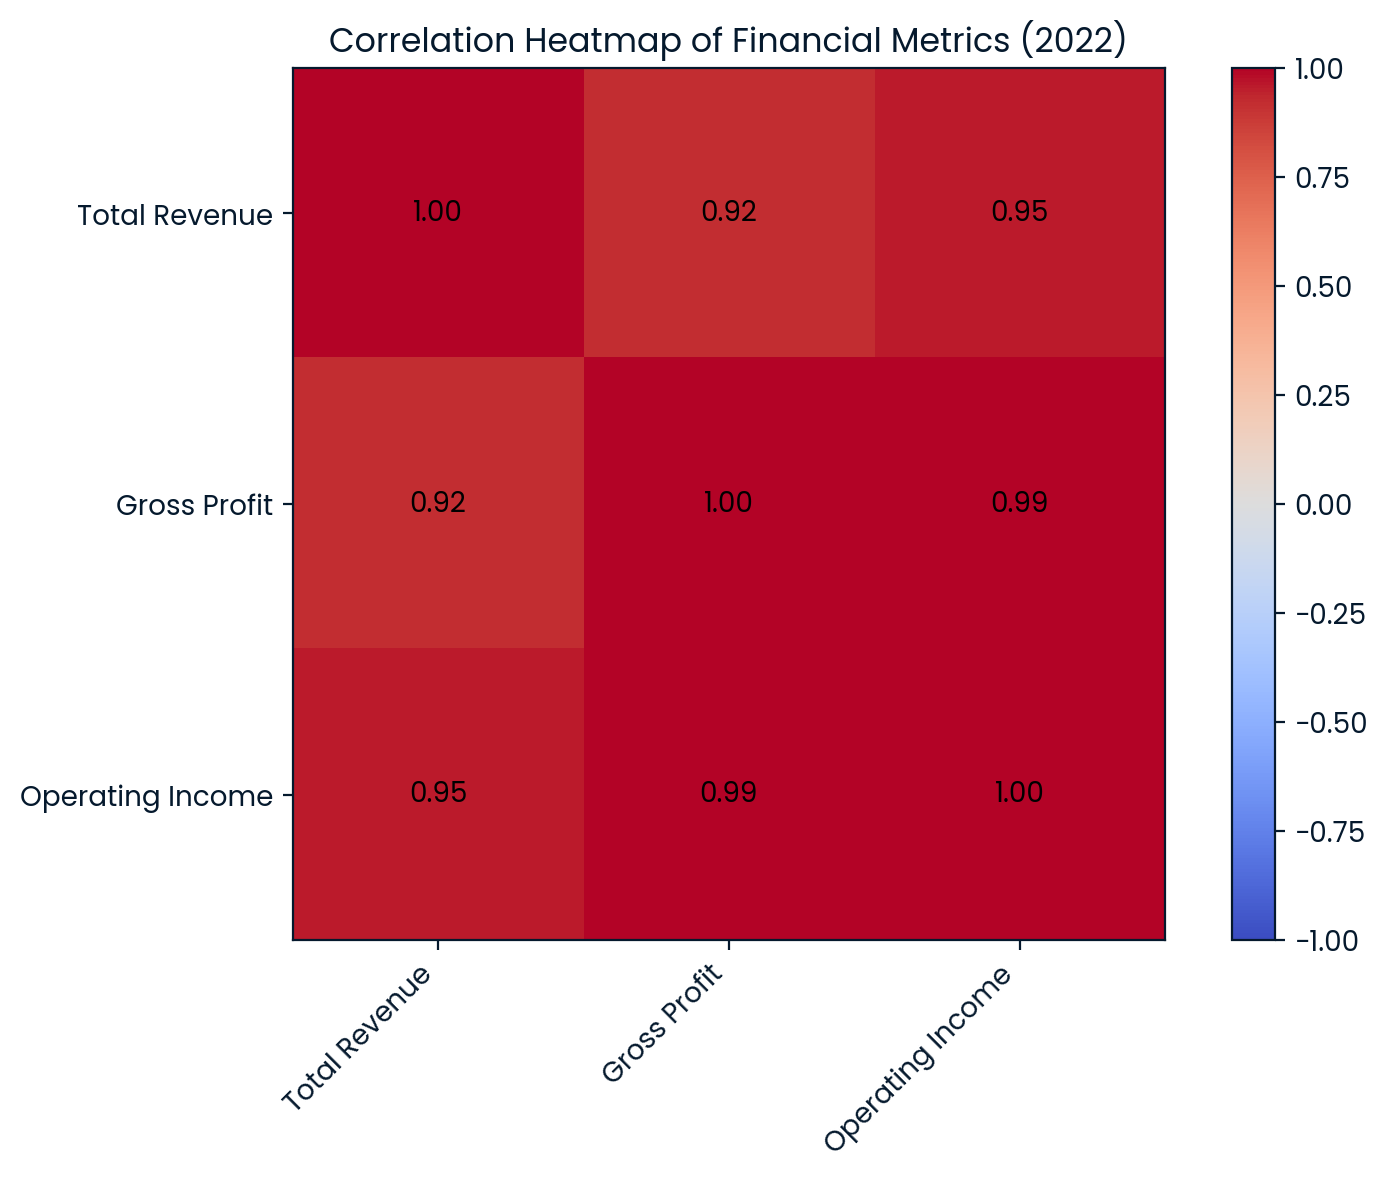 Correlation Heatmap of Financial Metrics (2022)
Total Revenue
1.00
0.92
0.95
Gross Profit
0.92
1.00
0.99
Operating Income
0.95
0.99
1.00
Total Revenue
Gross Profit
Operating Income
1.00
0.75
0.50
0.25
0.00
−0.25
−0.50
−0.75
−1.00